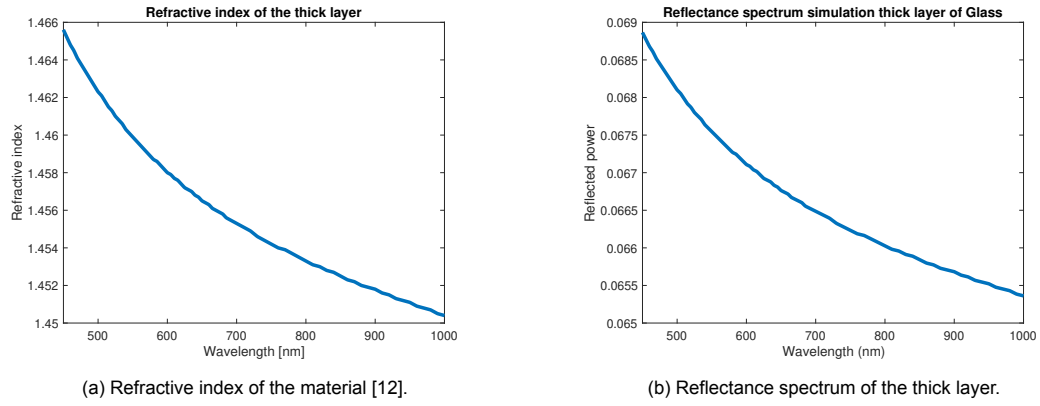 Refractive index of the thick layer
1.466
1.464
1.462
1.46
1.458
1.456
1.454
1.452
1.45
Refractive index
500 600 700 800 900 1000
Wavelength [nm]
(a) Refractive index of the material [12].
Reflectance spectrum simulation thick layer of Glass
0.069
0.0685
0.068
0.0675
0.067
0.0665
0.066
0.0655
0.065
Reflected power
500 600 700 800 900 1000
Wavelength (nm)
(b) Reflectance spectrum of the thick layer.